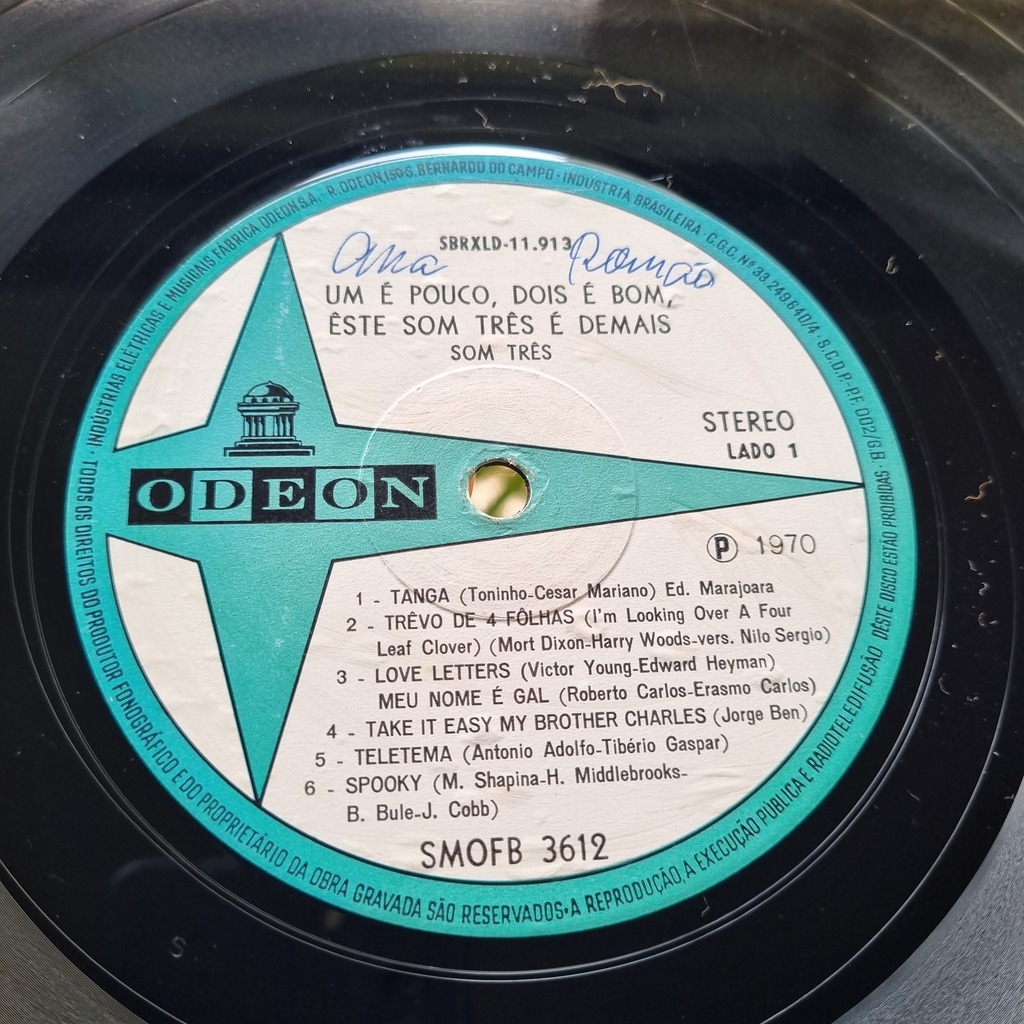 TODOS OS DIREITOS DO PRODUTOR FONOGRÁFICO E DO PROPRIETÁRIO DA OBRA GRAVADA SÃO RESERVADOS•A REPRODUÇÃO, A EXECUÇÃO PÚBLICA E RADIOTELEDIFUSÃO DÊSTE DISCO ESTÃO PROIBIDAS
INDÚSTRIAS ELÉTRICAS E MUSICAIS FÁBRICA ODEON S.A. - R. ODEON, 150 S. BERNARDO DO CAMPO - INDÚSTRIA BRASILEIRA - C.G.C. Nº 33.249.640/4 - S.C.D.P.-P.F. 002/GB
SBRXLD-11.913
Ana Romão
UM É POUCO, DOIS É BOM,
ÊSTE SOM TRÊS É DEMAIS
SOM TRÊS
STEREO
LADO 1
ODEON
Ⓟ 1970
1 - TANGA (Toninho-Cesar Mariano) Ed. Marajoara
2 - TRÊVO DE 4 FÔLHAS (I'm Looking Over A Four
Leaf Clover) (Mort Dixon-Harry Woods-vers. Nilo Sergio)
3 - LOVE LETTERS (Victor Young-Edward Heyman)
MEU NOME É GAL (Roberto Carlos-Erasmo Carlos)
4 - TAKE IT EASY MY BROTHER CHARLES (Jorge Ben)
5 - TELETEMA (Antonio Adolfo-Tibério Gaspar)
6 - SPOOKY (M. Shapina-H. Middlebrooks-
B. Bule-J. Cobb)
SMOFB 3612
S